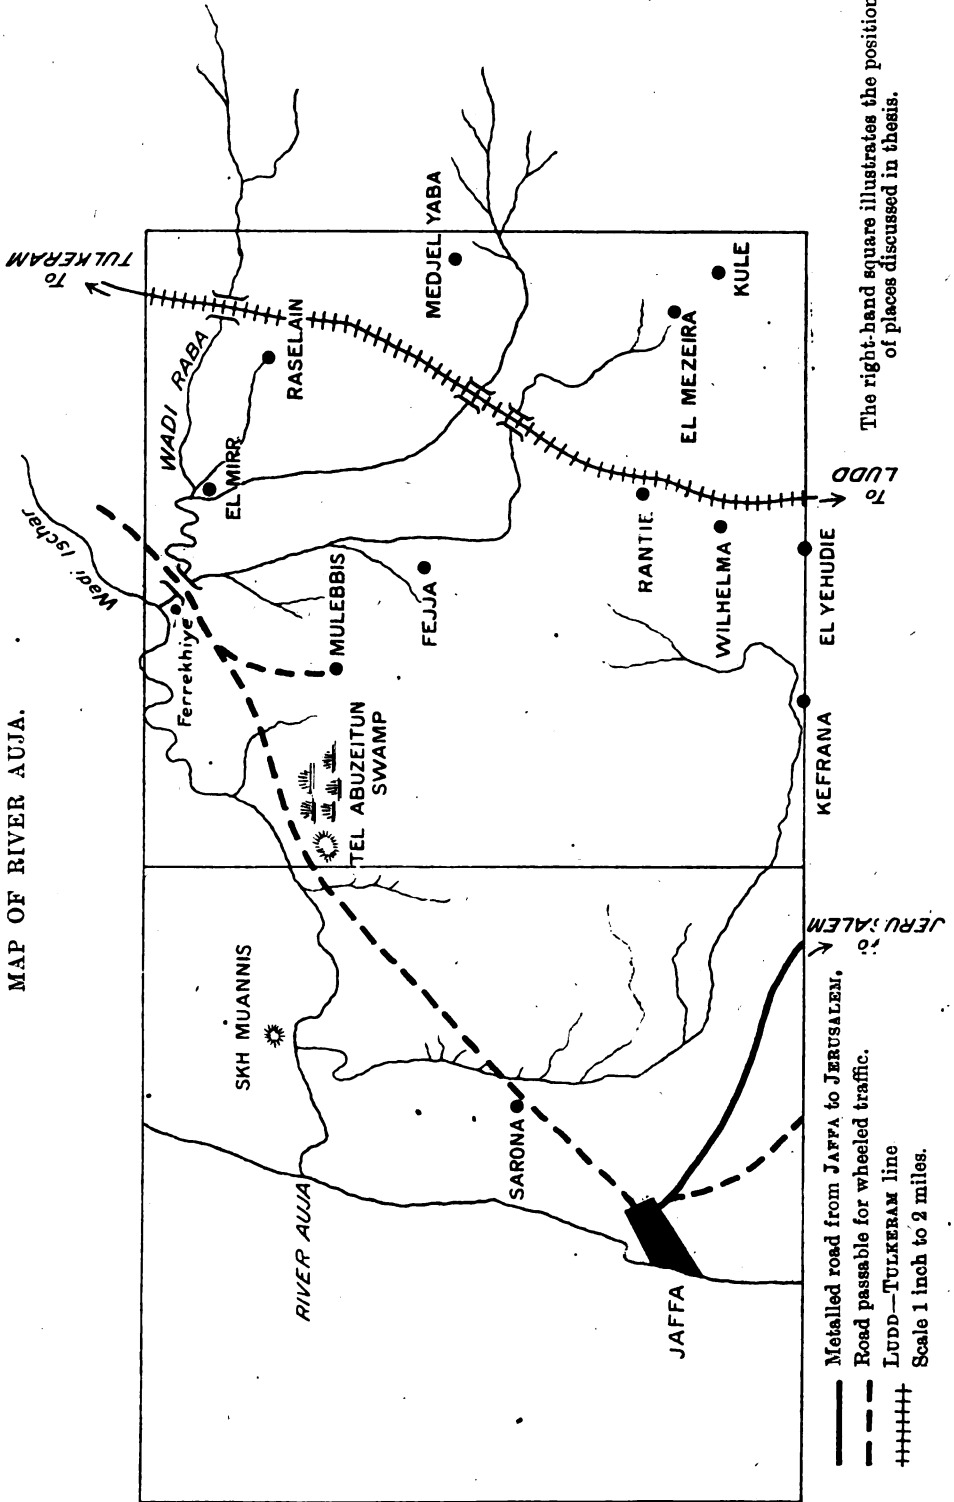 MAP OF RIVER AUJA.
To
TULKERAM
Wadi Ischar
WADI RABA
MEDJEL YABA
RASELAIN
EL MIRR
Ferrekhiye
KULE
EL MEZEIRA
MULEBBIS
FEJJA
RANTIE
WILHELMA
To
LUDD
EL YEHUDIE
TEL ABUZEITUN
SWAMP
KEFRANA
SKH MUANNIS
RIVER AUJA
SARONA
JAFFA
To
JERUSALEM
Metalled road from JAFFA to JERUSALEM.
Road passable for wheeled traffic.
LUDD—TULKERAM line
Scale 1 inch to 2 miles.
The right-hand square illustrates the position
of places discussed in thesis.